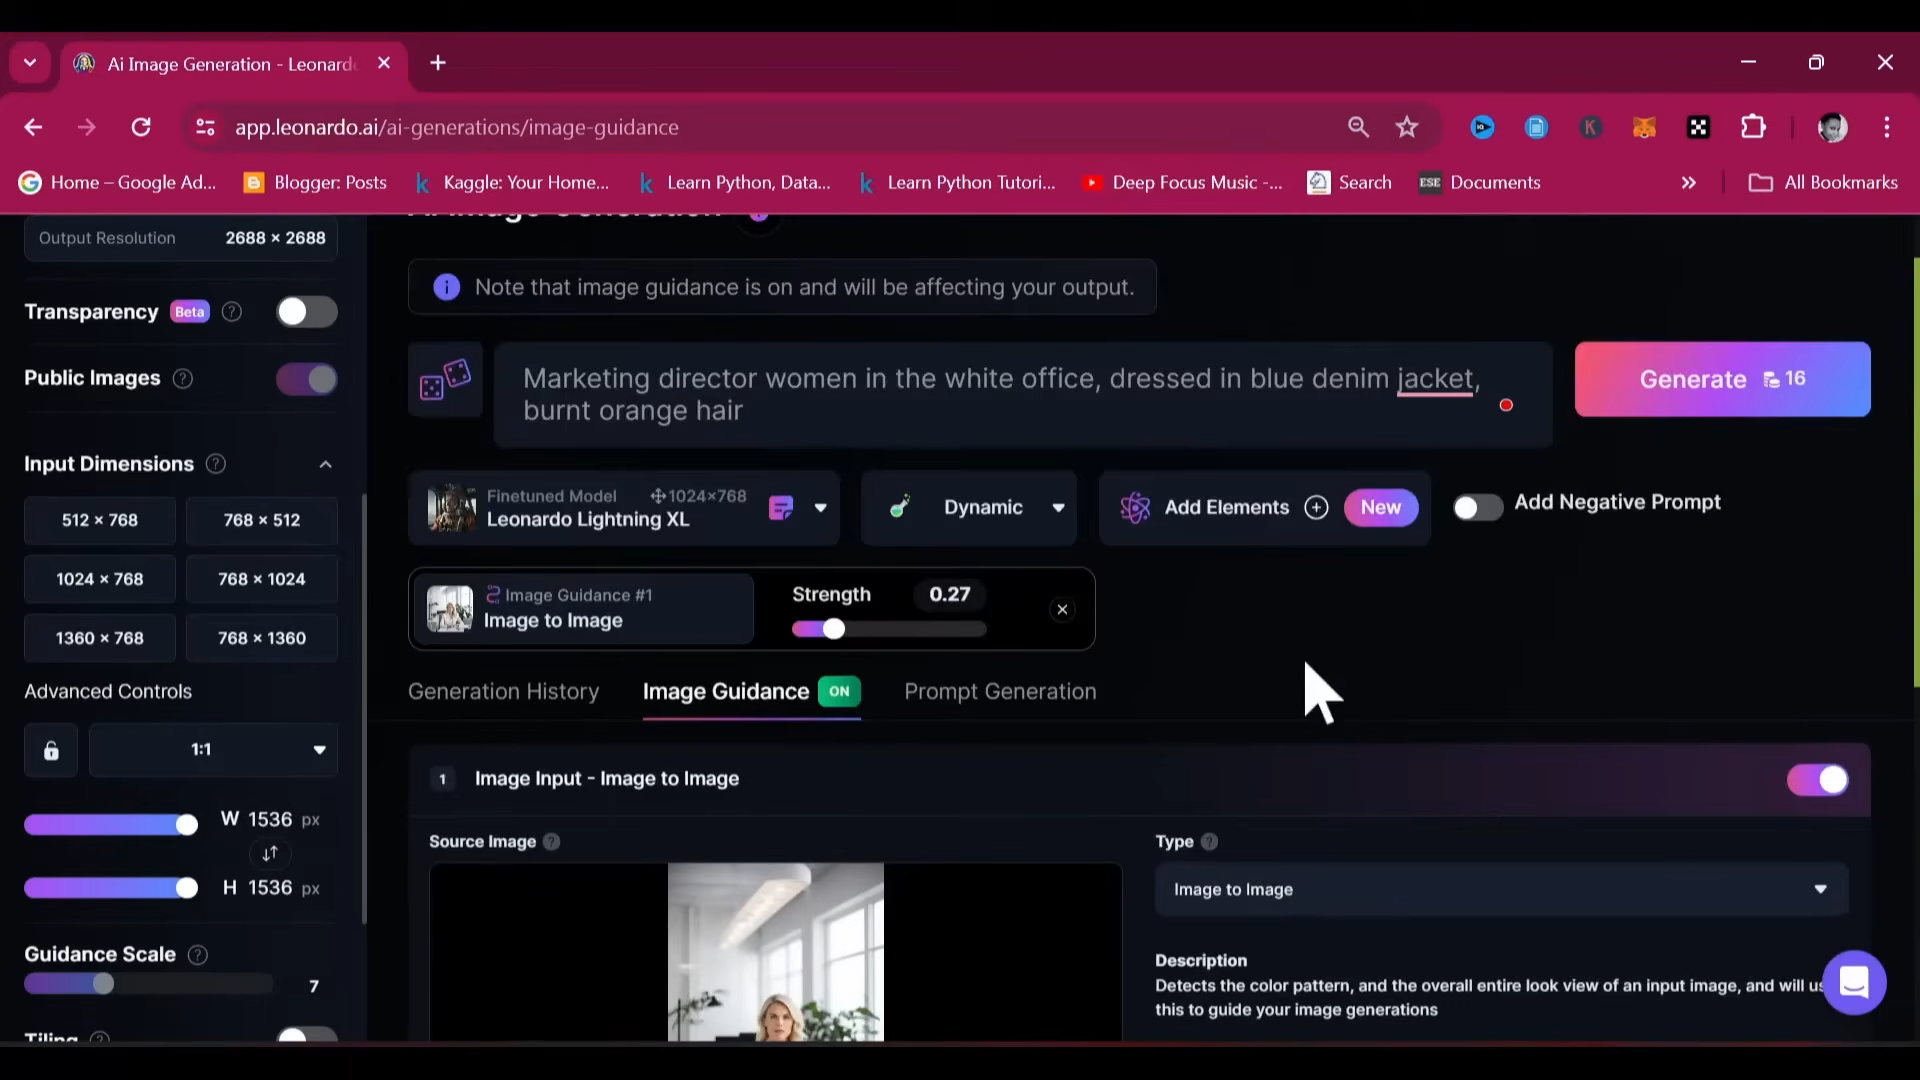 Ai Image Generation - Leonard
app.leonardo.ai/ai-generations/image-guidance
Home – Google Ad...
Blogger: Posts
Kaggle: Your Home...
Learn Python, Data...
Learn Python Tutori...
Deep Focus Music -...
Search
ESE Documents
All Bookmarks
AI Image Generation
Output Resolution 2688 × 2688
Note that image guidance is on and will be affecting your output.
Transparency Beta
Public Images
Marketing director women in the white office, dressed in blue denim jacket,
burnt orange hair
Generate 16
Input Dimensions
512 × 768 768 × 512
1024 × 768 768 × 1024
1360 × 768 768 × 1360
Finetuned Model 1024×768
Leonardo Lightning XL
Dynamic
Add Elements New
Add Negative Prompt
Image Guidance #1
Image to Image
Strength 0.27
Generation History
Image Guidance ON
Prompt Generation
Advanced Controls
1:1
W 1536 px
H 1536 px
Guidance Scale
7
Tiling
1 Image Input - Image to Image
Source Image
Type
Image to Image
Description
Detects the color pattern, and the overall entire look view of an input image, and will us
this to guide your image generations